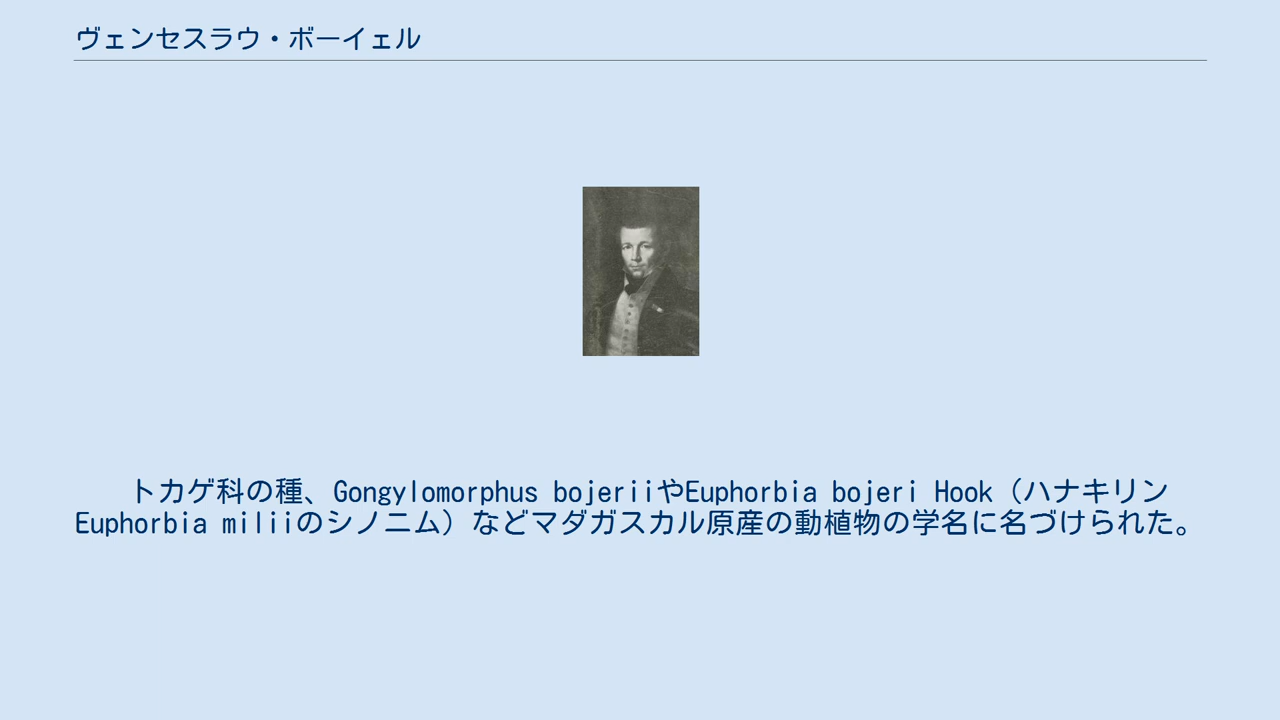 ヴェンセスラウ・ボーイェル
トカゲ科の種、Gongylomorphus bojeriiやEuphorbia bojeri Hook（ハナキリン
Euphorbia miliiのシノニム）などマダガスカル原産の動植物の学名に名づけられた。